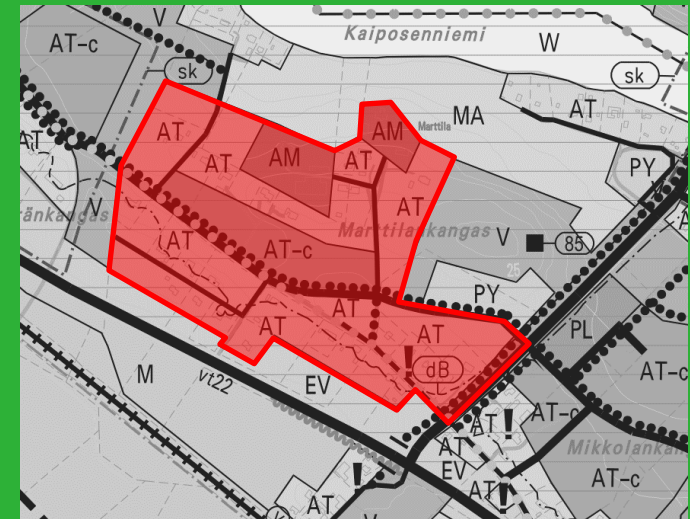 V
AT-c
Kaiposenniemi
W
sk
sk
AT
AM
Marttila
MA
AT
AT
AT
AM
AT
PY
V
ränkangas
V
AT
Marttilankangas
V
85
AT
AT-c
25
PY
AT
AT
AT
PL
dB
AT-c
M
vt22
EV
AT
AT-c
AT
EV
Mikkolankan
AT-c
AT
AT
V